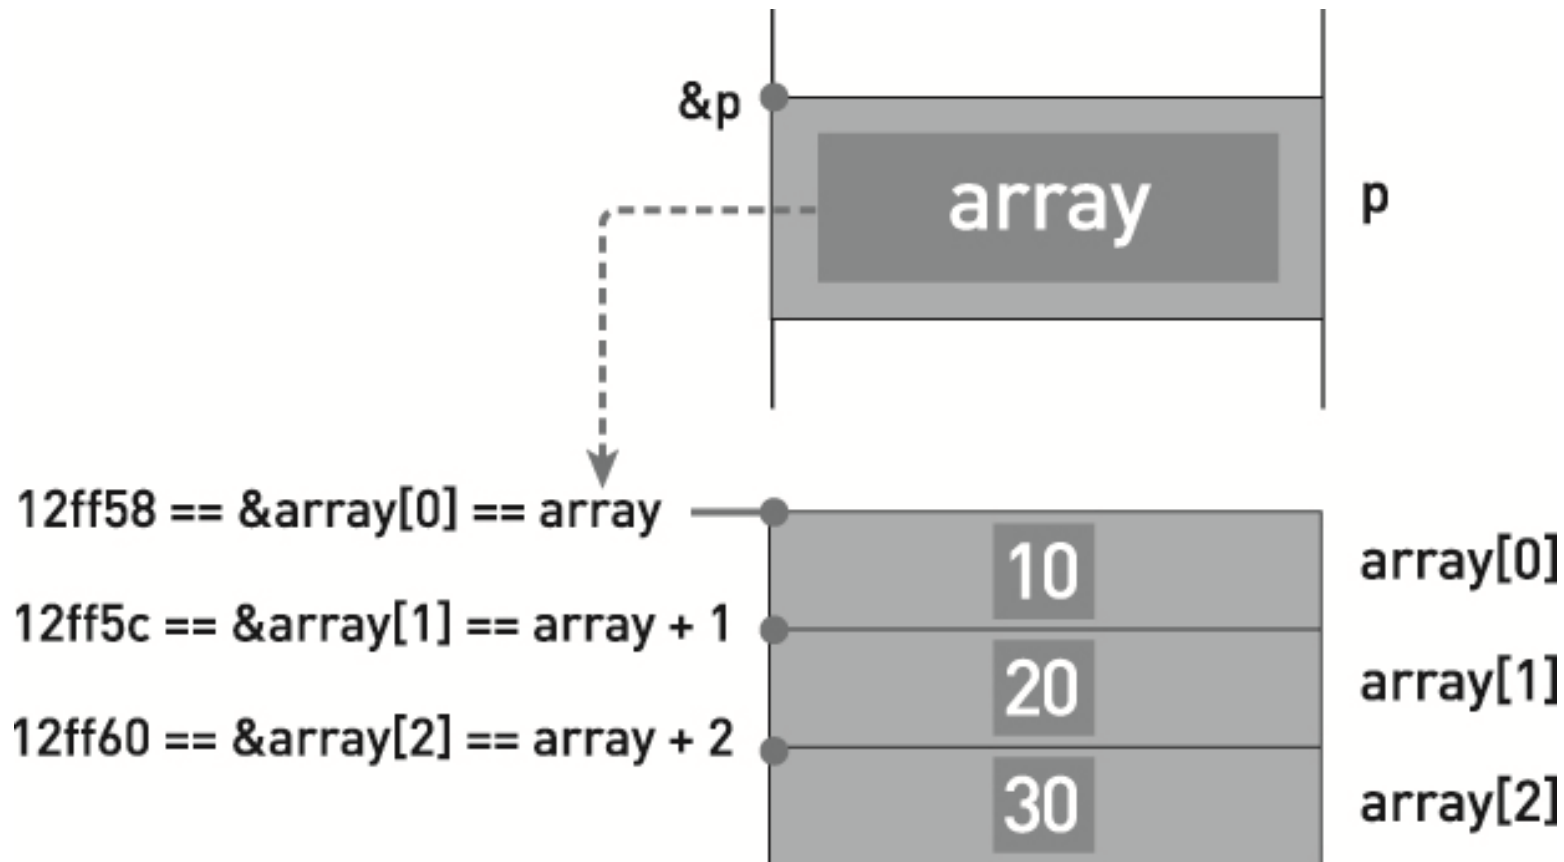 &p
array
p
12ff58 == &array[0] == array
10
array[0]
12ff5c == &array[1] == array + 1
20
array[1]
12ff60 == &array[2] == array + 2
30
array[2]